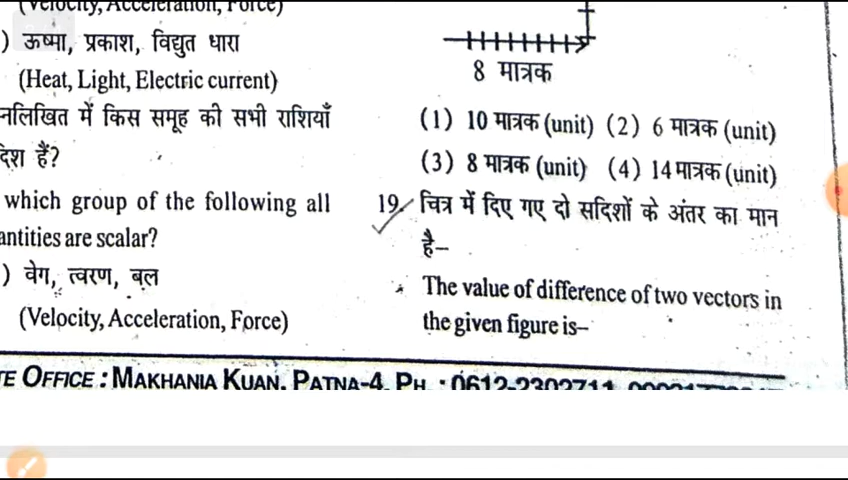 (Velocity, Acceleration, Force)
) ऊष्मा, प्रकाश, विद्युत धारा
(Heat, Light, Electric current)
नलिखित में किस समूह की सभी राशियाँ
देश हैं?
which group of the following all
antities are scalar?
) वेग, त्वरण, बल
(Velocity, Acceleration, Force)
8 मात्रक
(1) 10 मात्रक (unit) (2) 6 मात्रक (unit)
(3) 8 मात्रक (unit) (4) 14 मात्रक (unit)
19. चित्र में दिए गए दो सदिशों के अंतर का मान
है–
The value of difference of two vectors in
the given figure is–
TE OFFICE : MAKHANIA KUAN, PATNA-4, PH. : 0612-2302711,